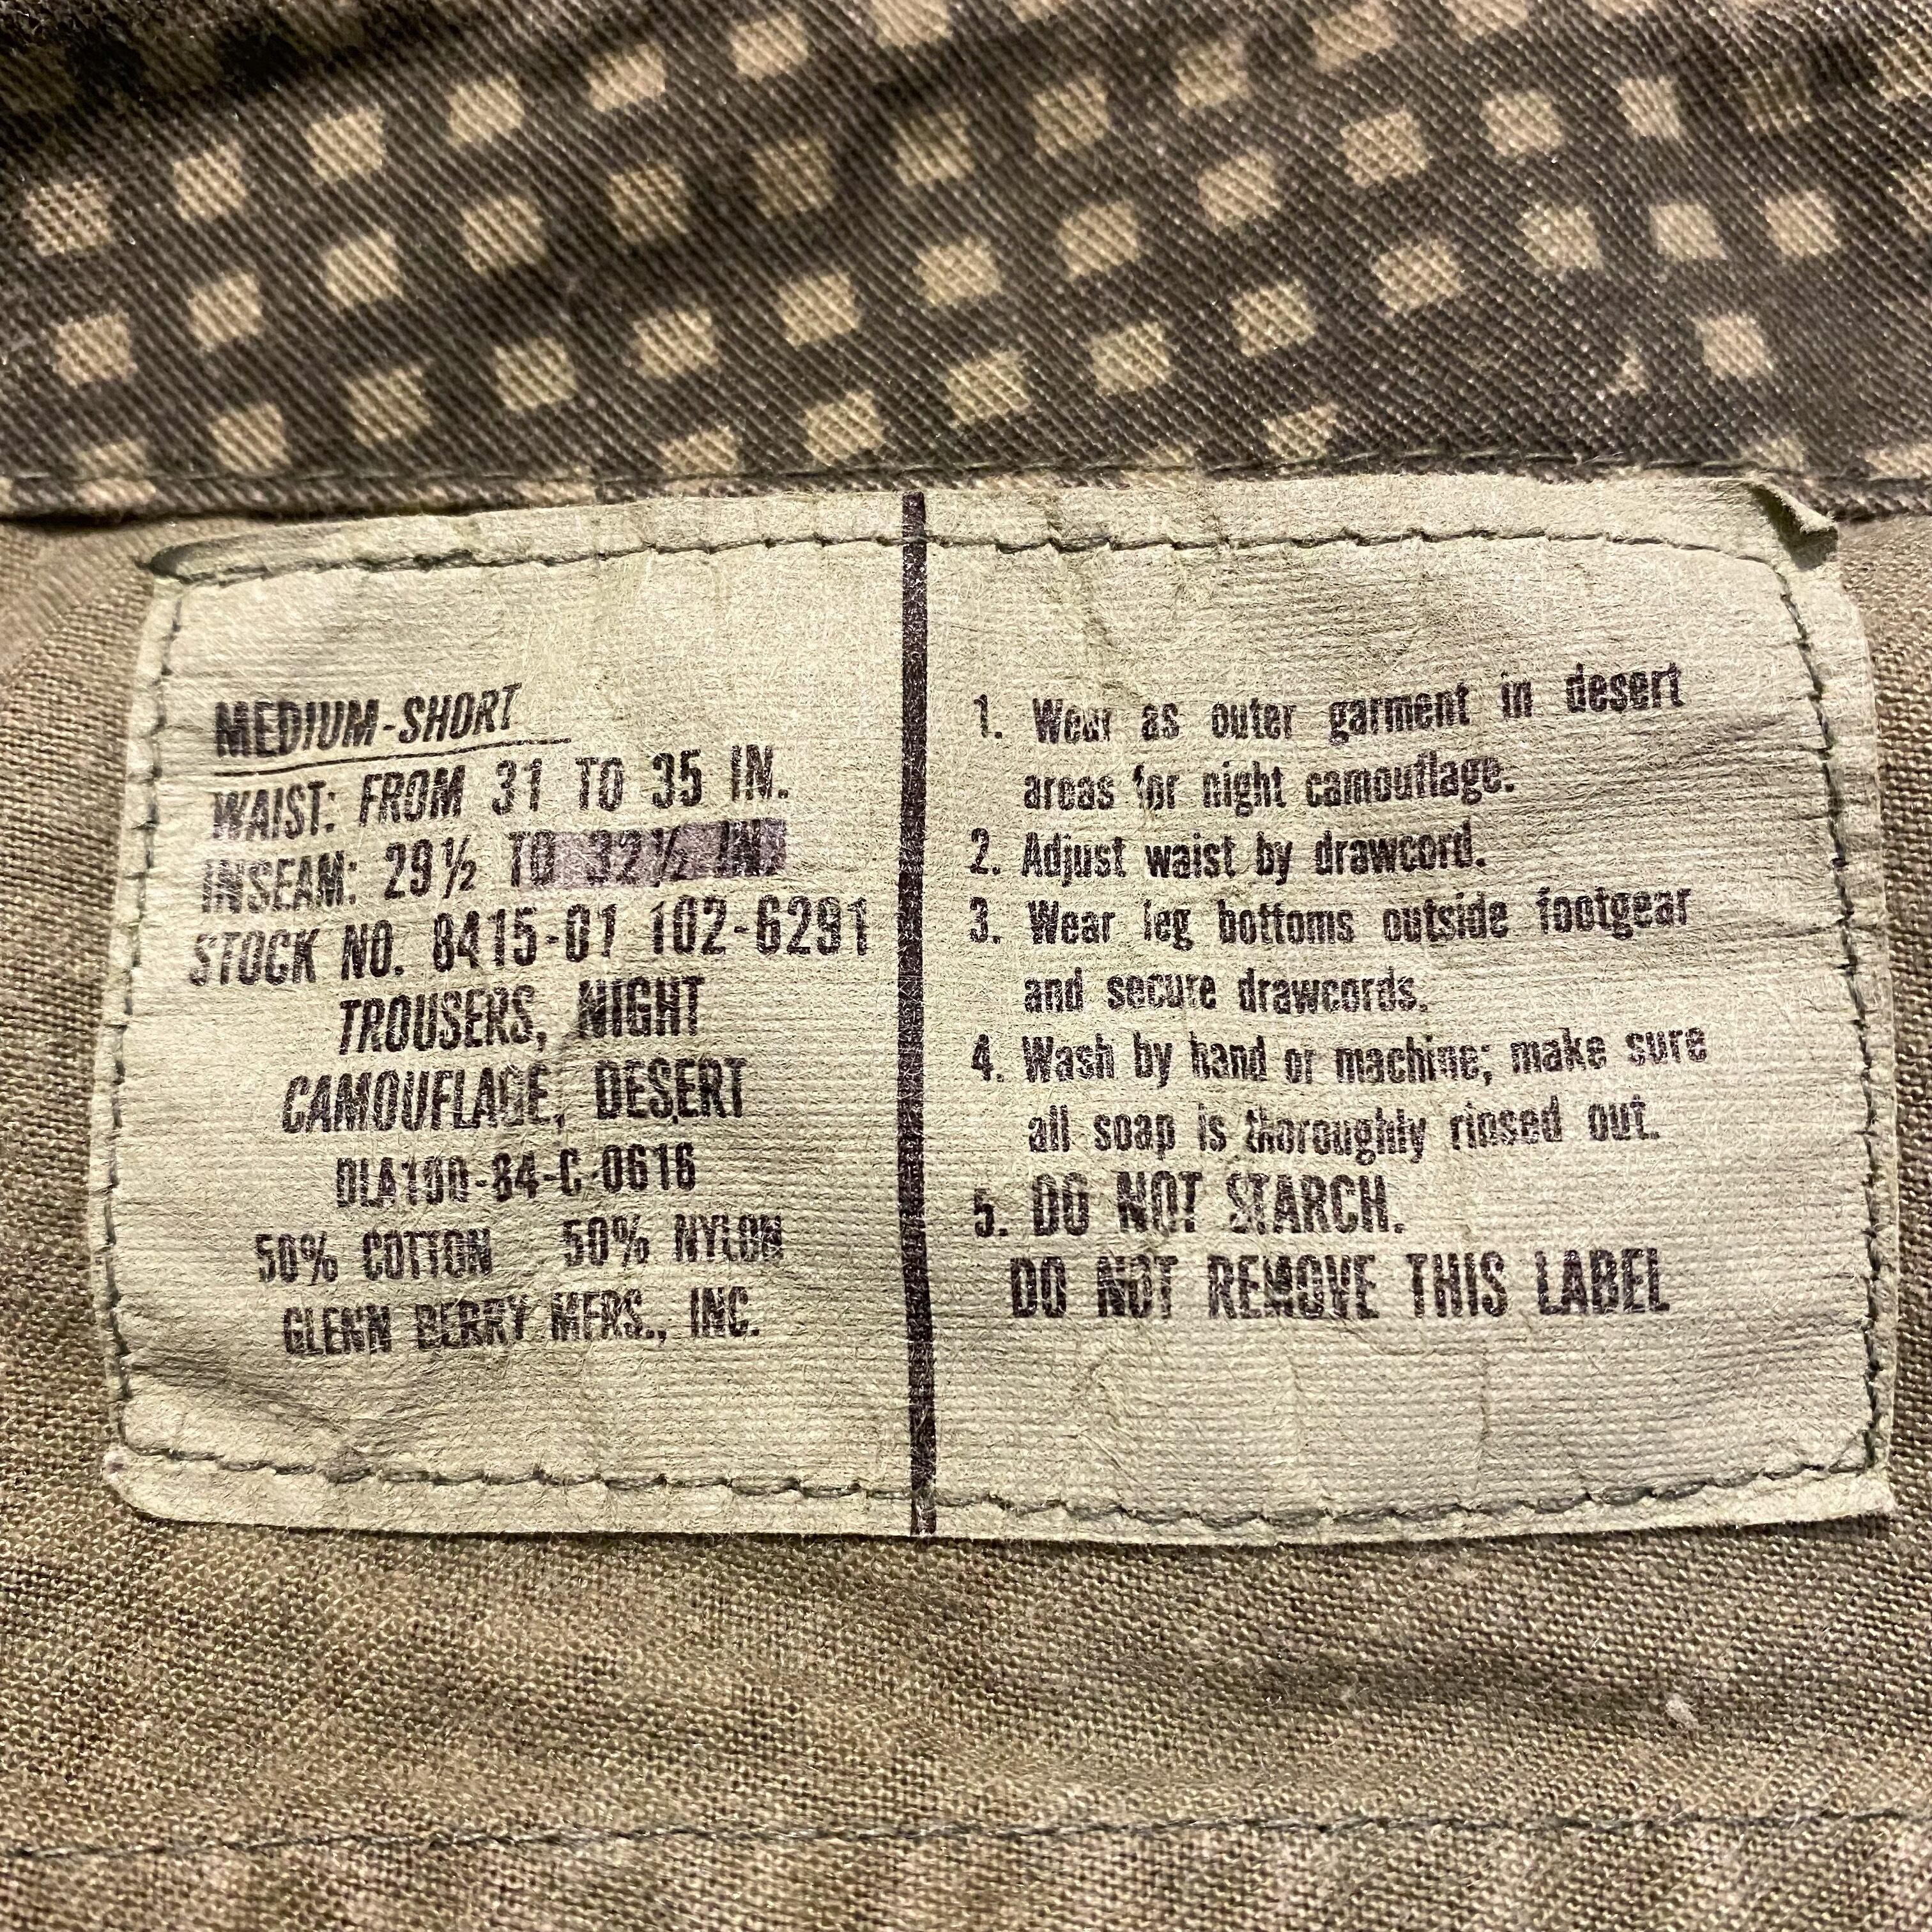 MEDIUM-SHORT
WAIST: FROM 31 TO 35 IN.
INSEAM: 29½ TO 32½ IN.
STOCK NO. 8415-01 102-6291
TROUSERS, NIGHT
CAMOUFLAGE, DESERT
DLA100-84-C-0616
50% COTTON 50% NYLON
GLENN BERRY MFRS., INC.
1. Wear as outer garment in desert
areas for night camouflage.
2. Adjust waist by drawcord.
3. Wear leg bottoms outside footgear
and secure drawcords.
4. Wash by hand or machine; make sure
all soap is thoroughly rinsed out.
5. DO NOT STARCH.
DO NOT REMOVE THIS LABEL